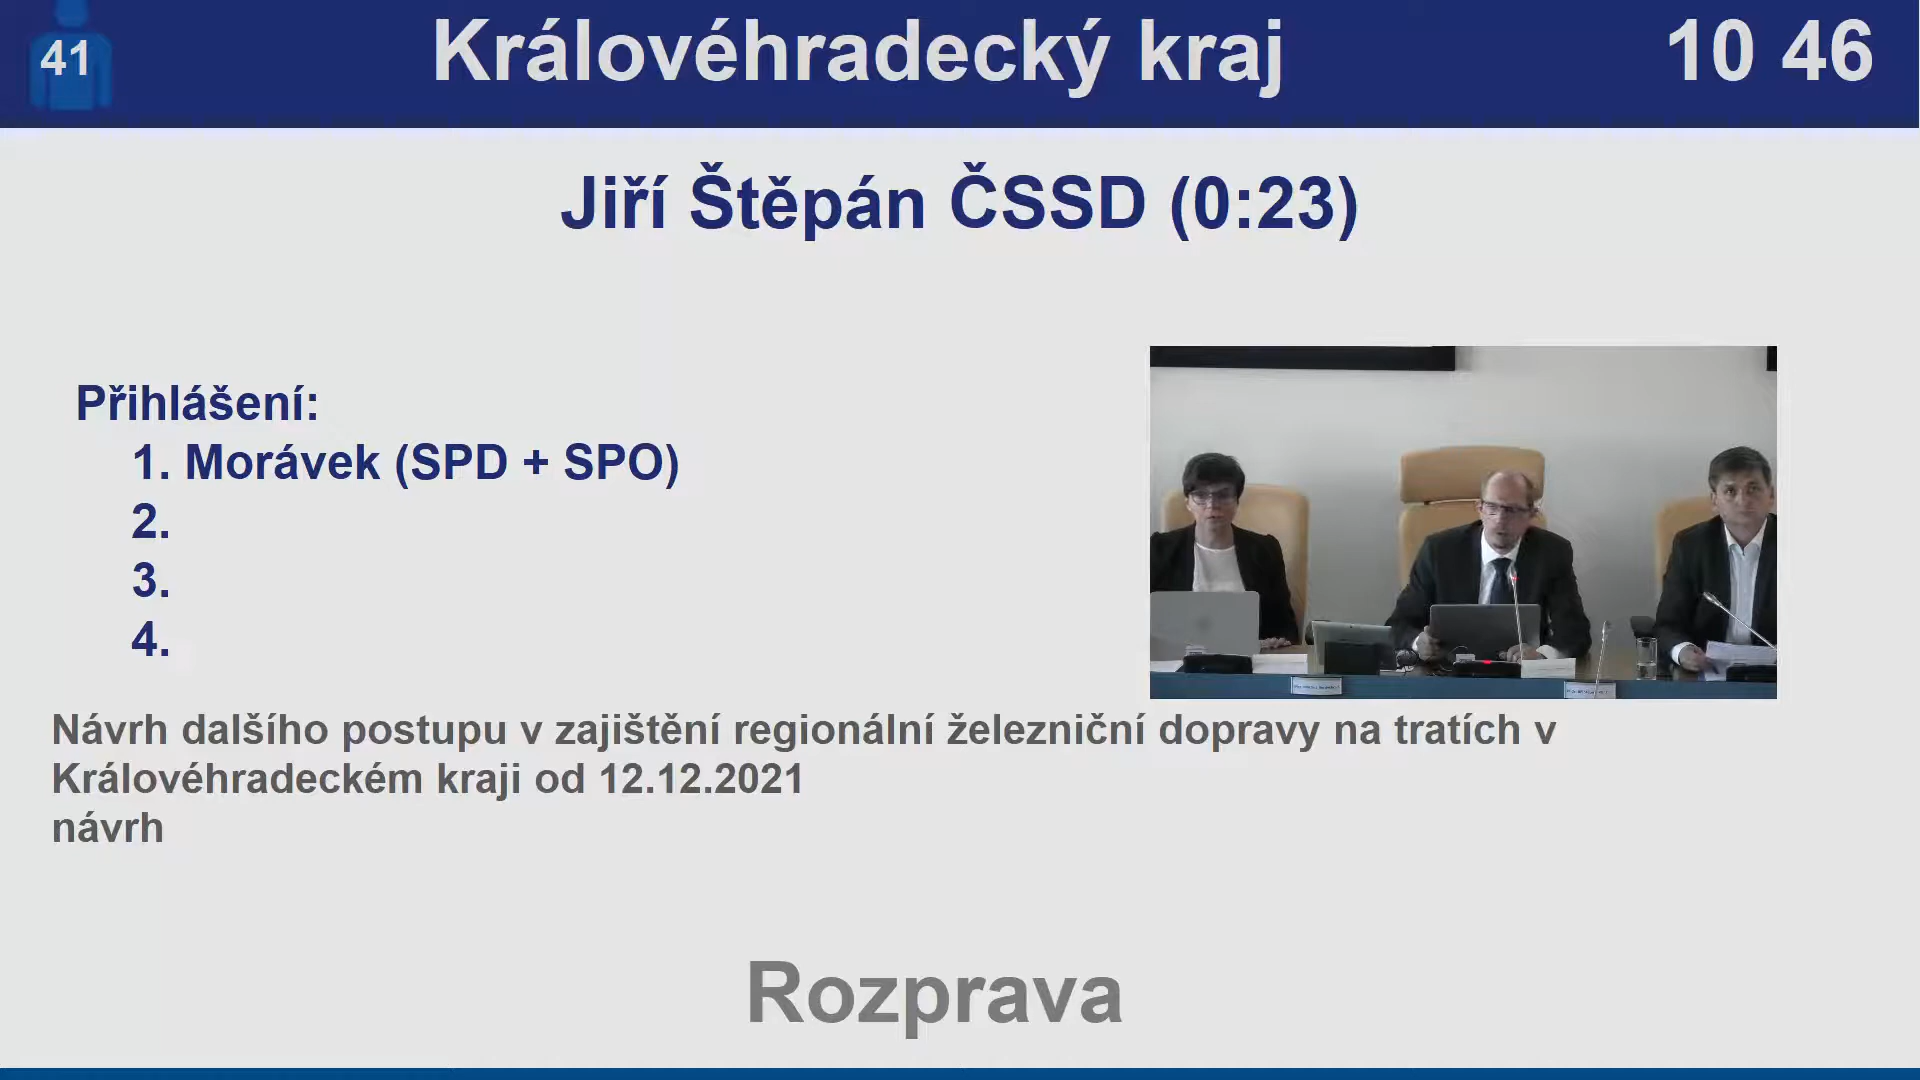 41
Královéhradecký kraj
10 46
Jiří Štěpán ČSSD (0:23)
Přihlášení:
1. Morávek (SPD + SPO)
2.
3.
4.
Návrh dalšího postupu v zajištění regionální železniční dopravy na tratích v
Královéhradeckém kraji od 12.12.2021
návrh
Rozprava